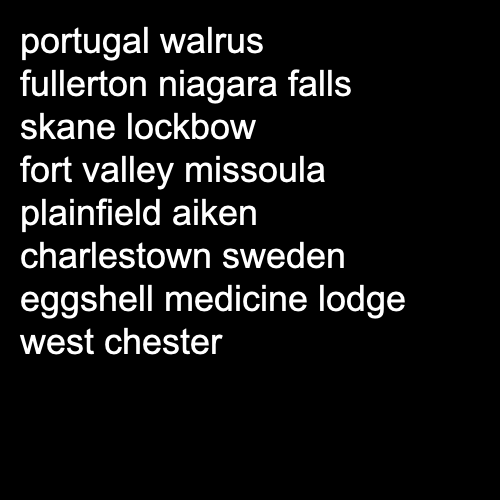 portugal walrus
fullerton niagara falls
skane lockbow
fort valley missoula
plainfield aiken
charlestown sweden
eggshell medicine lodge
west chester